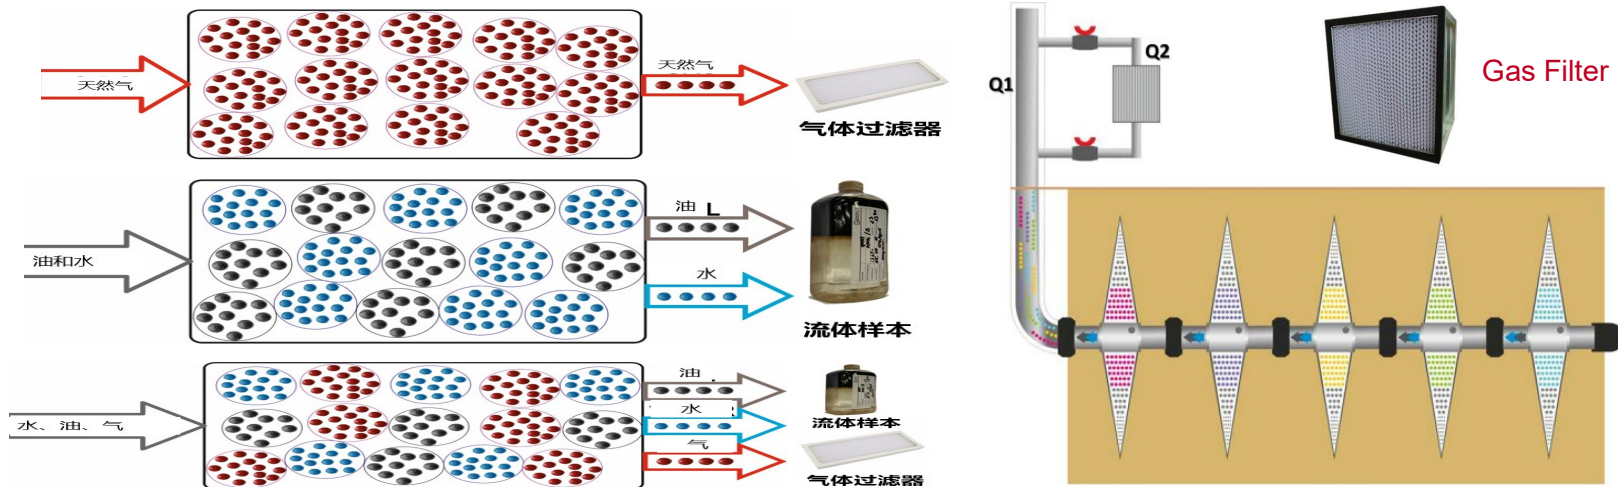 天然气
天然气
气体过滤器
油和水
油 L
水
流体样本
水、油、气
油
水
流体样本
气
气体过滤器
Q1
Q2
Gas Filter